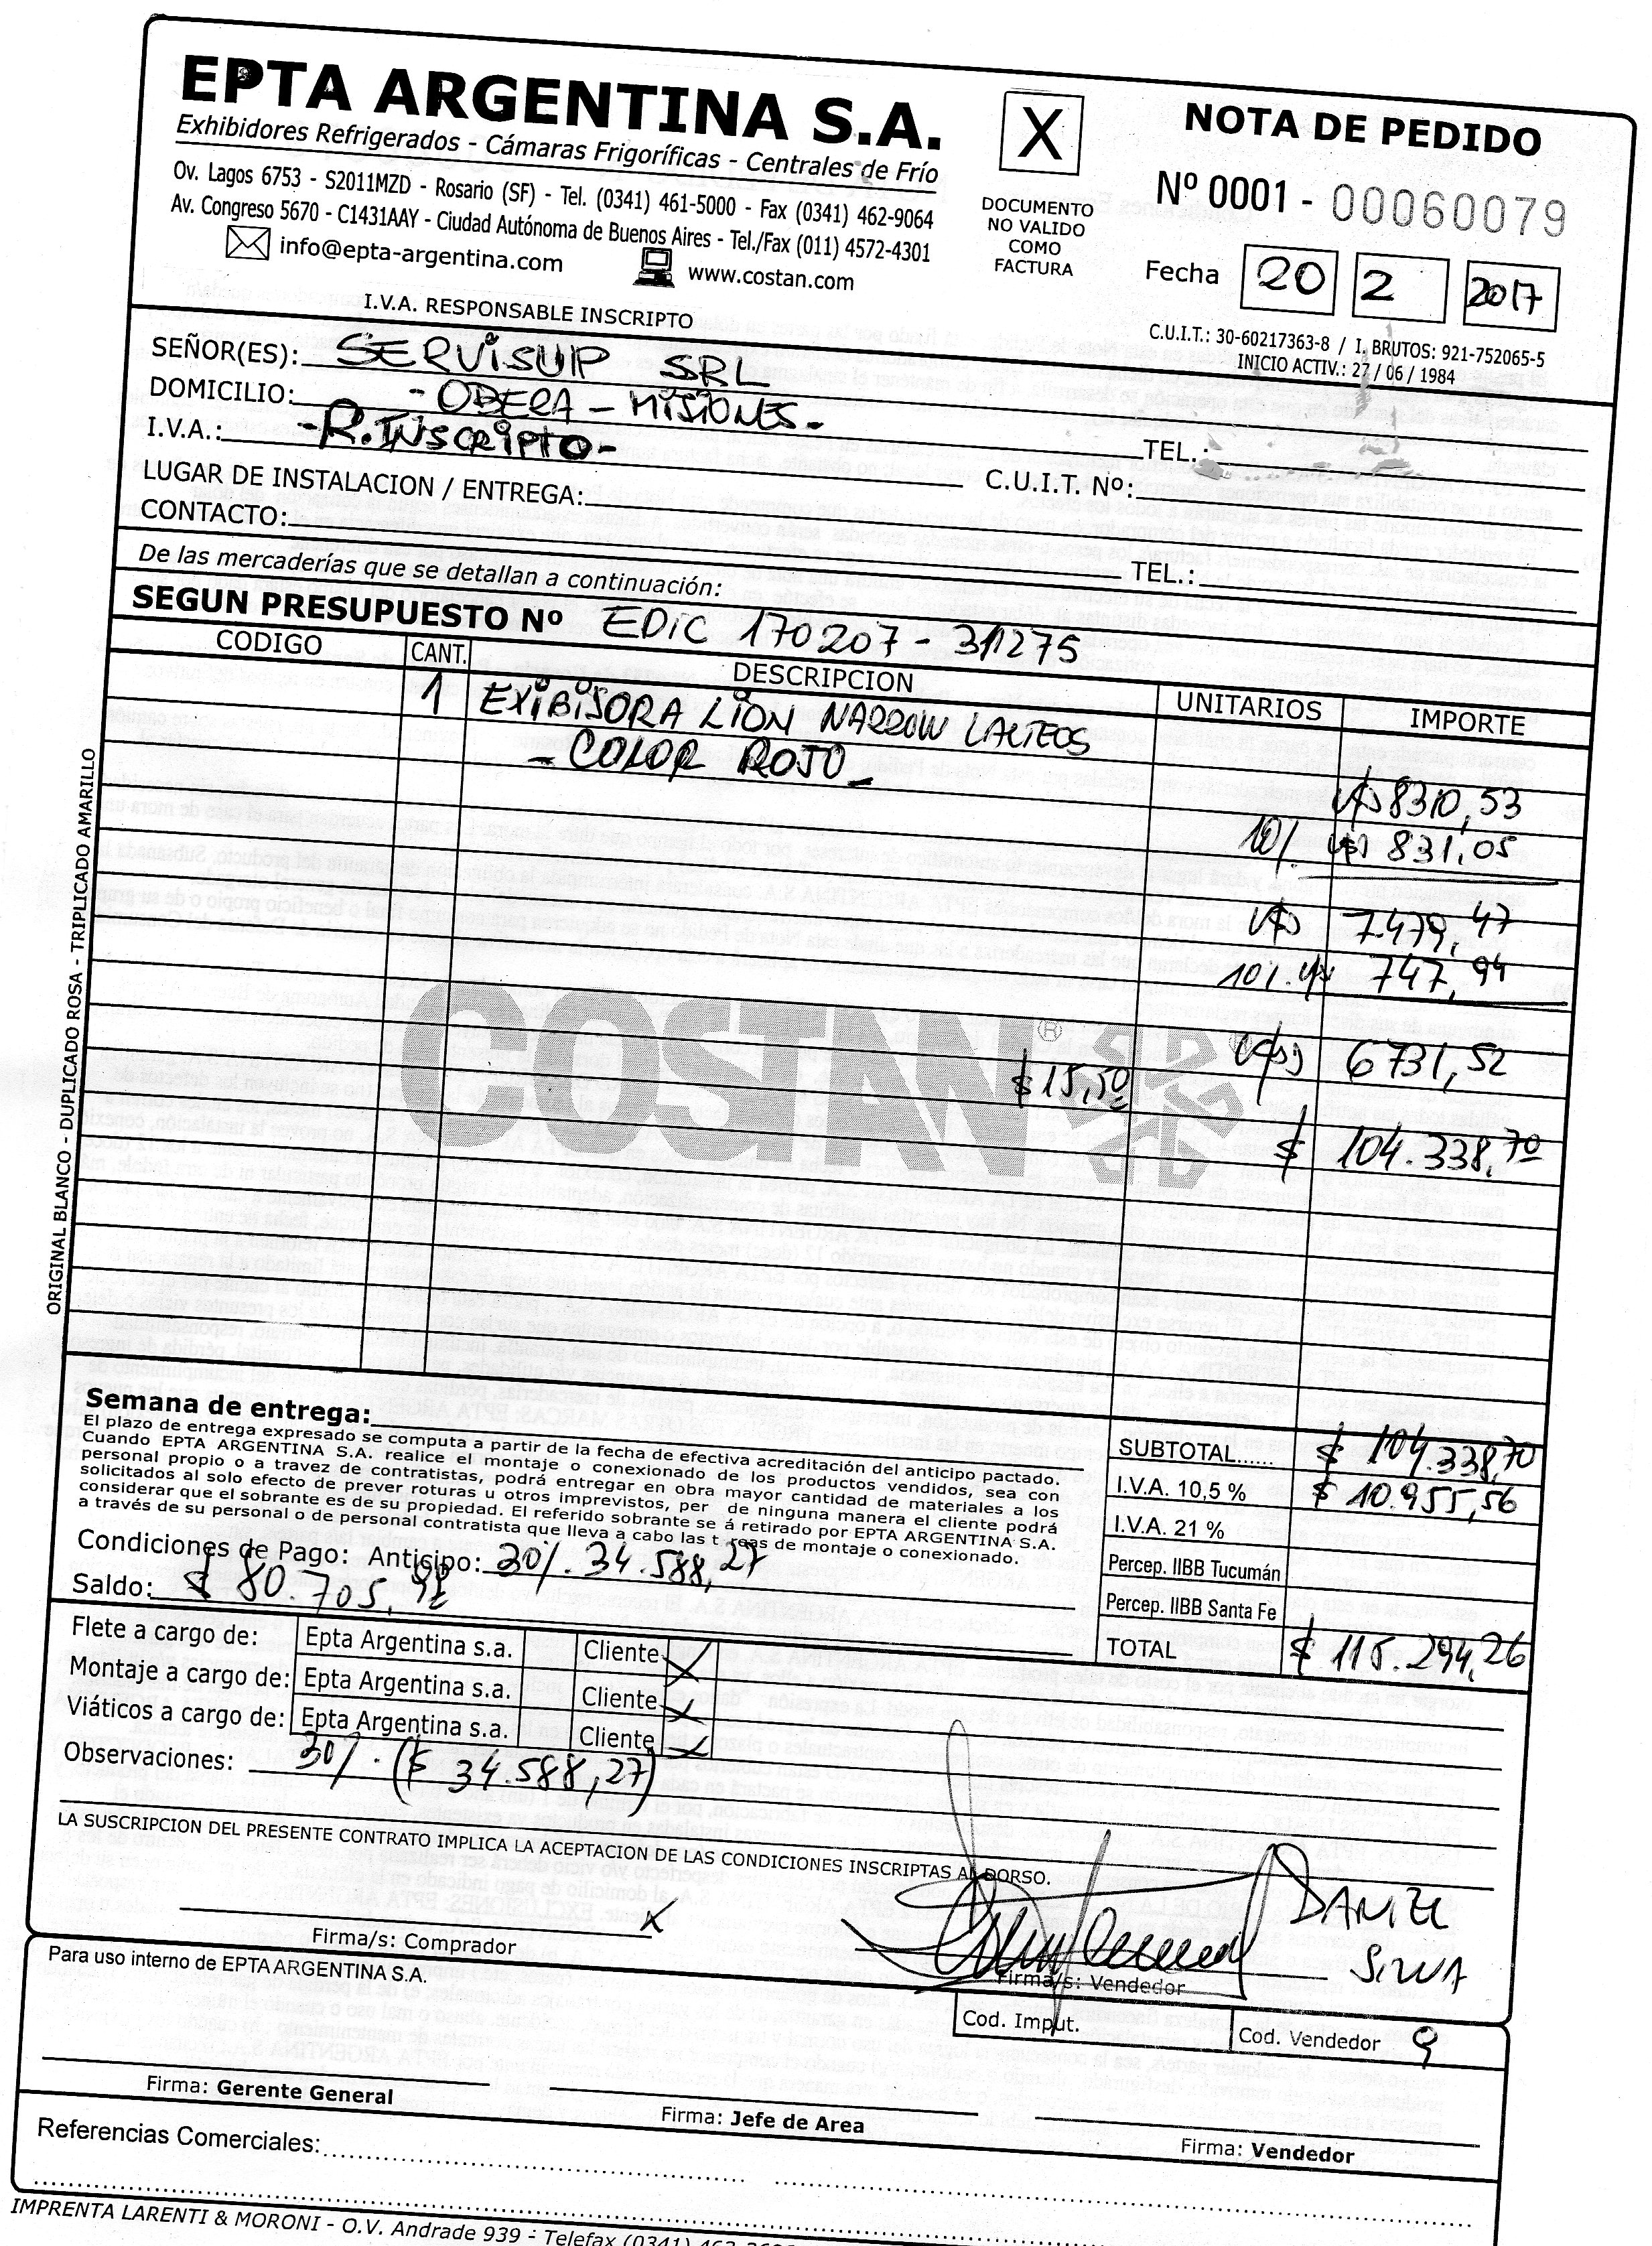 EPTA ARGENTINA S.A.
Exhibidores Refrigerados - Cámaras Frigoríficas - Centrales de Frío
Ov. Lagos 6753 - S2011MZD - Rosario (SF) - Tel. (0341) 461-5000 - Fax (0341) 462-9064
Av. Congreso 5670 - C1431AAY - Ciudad Autónoma de Buenos Aires - Tel./Fax (011) 4572-4301
info@epta-argentina.com www.costan.com
I.V.A. RESPONSABLE INSCRIPTO
X
DOCUMENTO
NO VALIDO
COMO
FACTURA
NOTA DE PEDIDO
Nº 0001 - 00060079
Fecha 20 2 2017
C.U.I.T.: 30-60217363-8 / I. BRUTOS: 921-752065-5
INICIO ACTIV.: 27 / 06 / 1984
SEÑOR(ES): SERVISUP SRL
DOMICILIO: - OBERA - MISIONES - TEL.:
I.V.A.: - R. INSCRIPTO - C.U.I.T. Nº:
LUGAR DE INSTALACION / ENTREGA:
CONTACTO: TEL.:
De las mercaderías que se detallan a continuación:
SEGUN PRESUPUESTO Nº EDIC 170207 - 31275
CODIGO CANT. DESCRIPCION UNITARIOS IMPORTE
1 EXIBISORA LION NARROW LACTEOS
- COLOR ROJO -
U$S 8310,53
10%. U$S 831,05
U$S 7.479,47
10%. U$S 747,94
U$S 6731,52
$ 15,50
$ 104.338,70
COSTAN ®
ORIGINAL BLANCO - DUPLICADO ROSA - TRIPLICADO AMARILLO
Semana de entrega:
El plazo de entrega expresado se computa a partir de la fecha de efectiva acreditación del anticipo pactado.
Cuando EPTA ARGENTINA S.A. realice el montaje o conexionado de los productos vendidos, sea con
personal propio o a travez de contratistas, podrá entregar en obra mayor cantidad de materiales a los
solicitados al solo efecto de prever roturas u otros imprevistos, per de ninguna manera el cliente podrá
considerar que el sobrante es de su propiedad. El referido sobrante se á retirado por EPTA ARGENTINA S.A.
a través de su personal o de personal contratista que lleva a cabo las t reas de montaje o conexionado.
Condiciones de Pago: Anticipo: 30%. 34.588,27
Saldo: $ 80.705,92
SUBTOTAL...... $ 104.338,70
I.V.A. 10,5 % $ 10.955,56
I.V.A. 21 %
Percep. IIBB Tucumán
Percep. IIBB Santa Fe
TOTAL $ 115.294,26
Flete a cargo de: Epta Argentina s.a. Cliente X
Montaje a cargo de: Epta Argentina s.a. Cliente X
Viáticos a cargo de: Epta Argentina s.a. Cliente X
Observaciones: 30%. ($ 34.588,27)
LA SUSCRIPCION DEL PRESENTE CONTRATO IMPLICA LA ACEPTACION DE LAS CONDICIONES INSCRIPTAS AL DORSO.
X
DANIEL
SILVA
Firma/s: Comprador Firma/s: Vendedor
Para uso interno de EPTA ARGENTINA S.A.
Cod. Imput. Cod. Vendedor 9
Firma: Gerente General Firma: Jefe de Area Firma: Vendedor
Referencias Comerciales:
IMPRENTA LARENTI & MORONI - O.V. Andrade 939 - Telefax (0341)